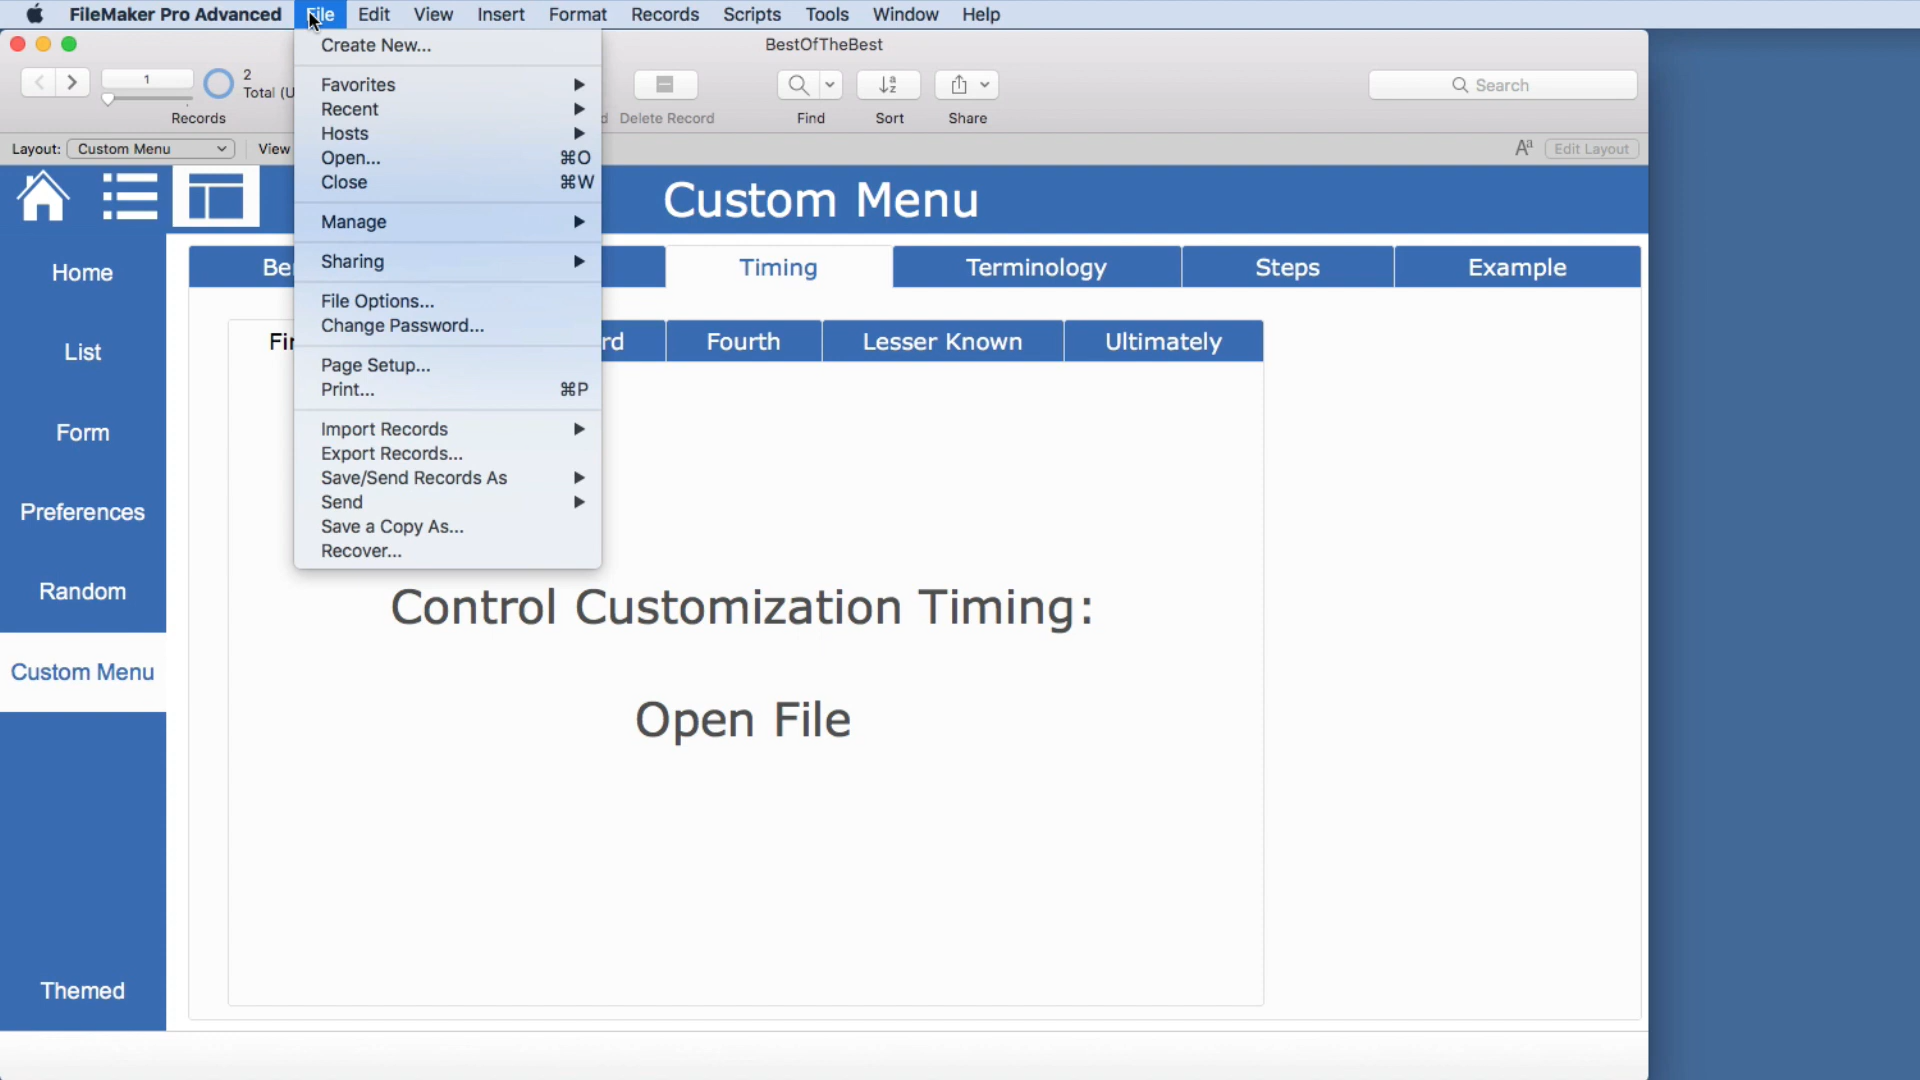 FileMaker Pro Advanced File Edit View Insert Format Records Scripts Tools Window Help
BestOfTheBest
1
2
Total (U
Records
Delete Record
Find
Sort
Share
Search
Layout: Custom Menu
View
Aa
Edit Layout
Create New...
Favorites
Recent
Hosts
Open... ⌘O
Close ⌘W
Manage
Sharing
File Options...
Change Password...
Page Setup...
Print... ⌘P
Import Records
Export Records...
Save/Send Records As
Send
Save a Copy As...
Recover...
Custom Menu
Home
List
Form
Preferences
Random
Custom Menu
Themed
Timing
Terminology
Steps
Example
Fourth
Lesser Known
Ultimately
Control Customization Timing:
Open File